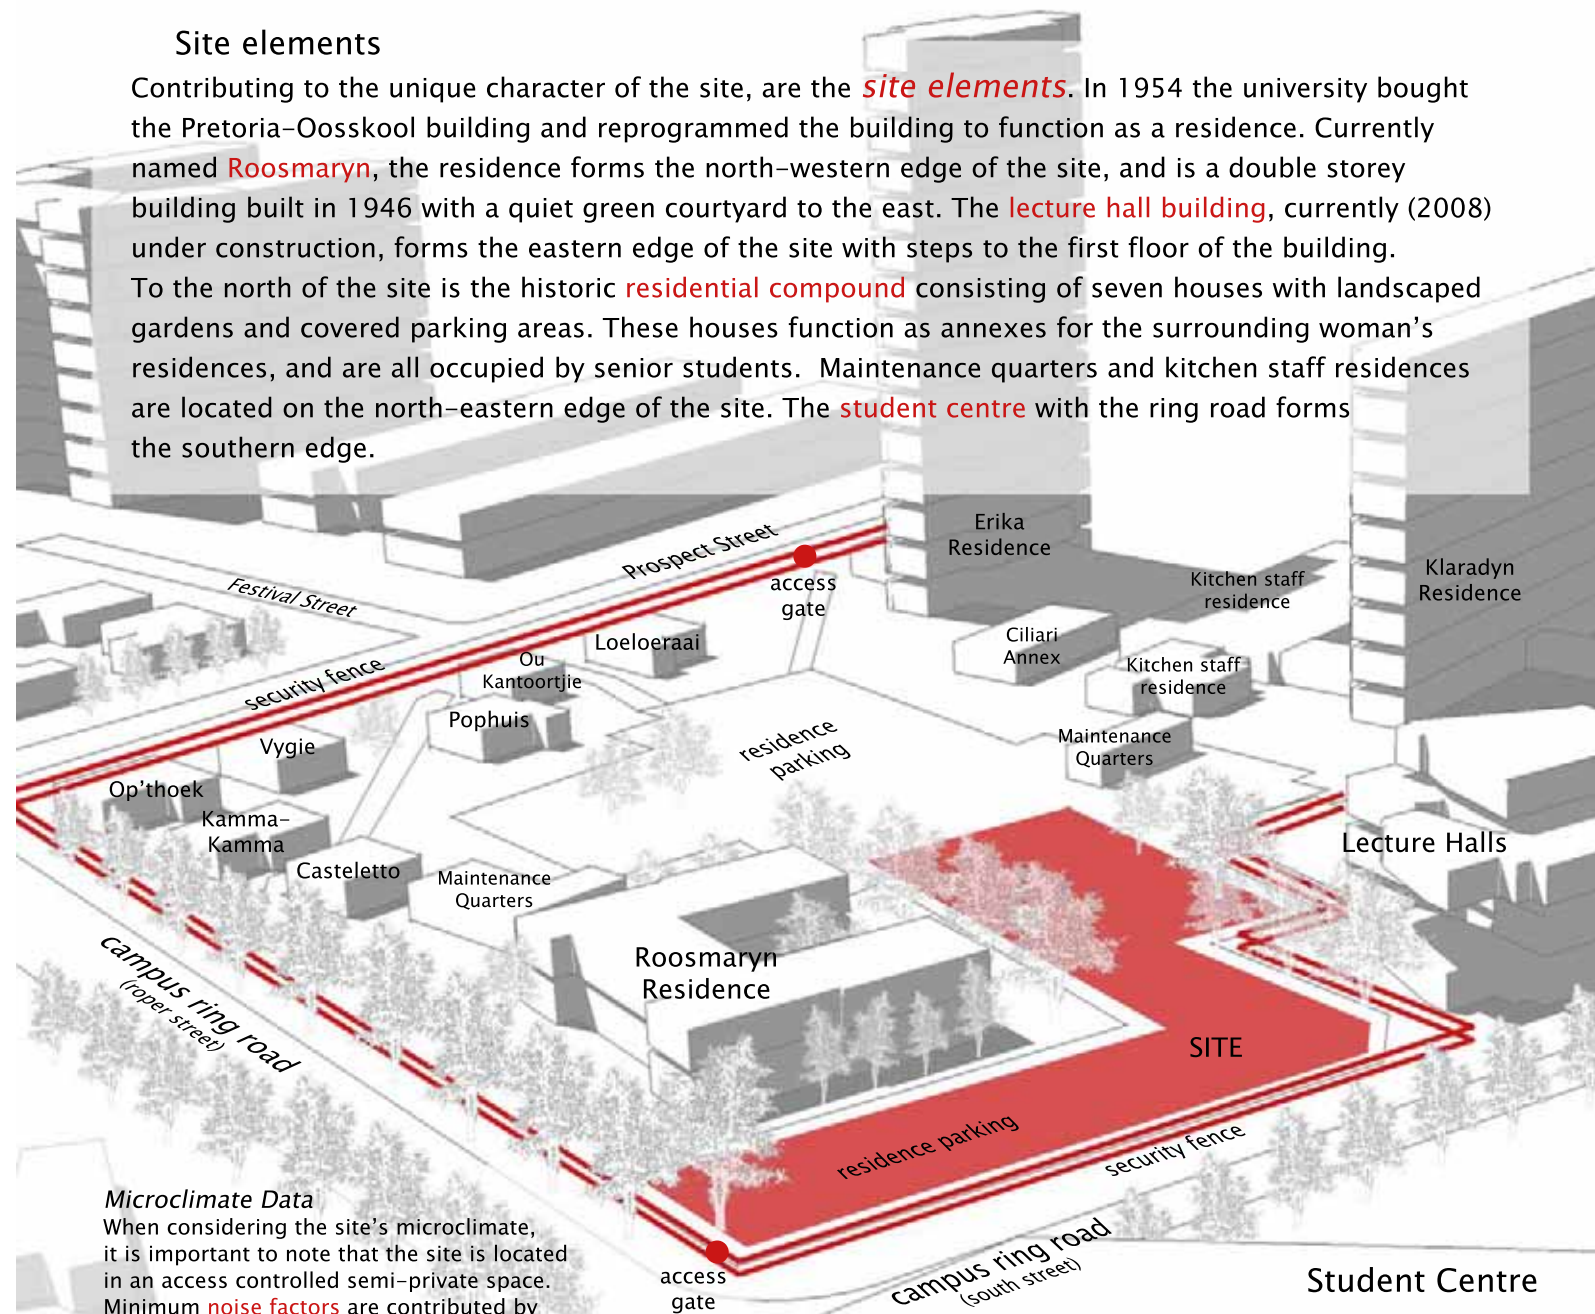 Site elements
Contributing to the unique character of the site, are the site elements. In 1954 the university bought
the Pretoria-Oosskool building and reprogrammed the building to function as a residence. Currently
named Roosmaryn, the residence forms the north-western edge of the site, and is a double storey
building built in 1946 with a quiet green courtyard to the east. The lecture hall building, currently (2008)
under construction, forms the eastern edge of the site with steps to the first floor of the building.
To the north of the site is the historic residential compound consisting of seven houses with landscaped
gardens and covered parking areas. These houses function as annexes for the surrounding woman's
residences, and are all occupied by senior students. Maintenance quarters and kitchen staff residences
are located on the north-eastern edge of the site. The student centre with the ring road forms
the southern edge.
Erika
Residence
Prospect Street
access
gate
Klaradyn
Residence
Kitchen staff
residence
Festival Street
Loeloeraai
Ciliari
Annex
Ou
Kantoortjie
Kitchen staff
residence
security fence
Pophuis
Vygie
residence
parking
Maintenance
Quarters
Op'thoek
Kamma-
Kamma
Casteletto
Maintenance
Quarters
Lecture Halls
Roosmaryn
Residence
campus ring road
(roper street)
SITE
residence parking
security fence
Microclimate Data
When considering the site's microclimate,
it is important to note that the site is located
in an access controlled semi-private space.
Minimum noise factors are contributed by
access
gate
campus ring road
(south street)
Student Centre